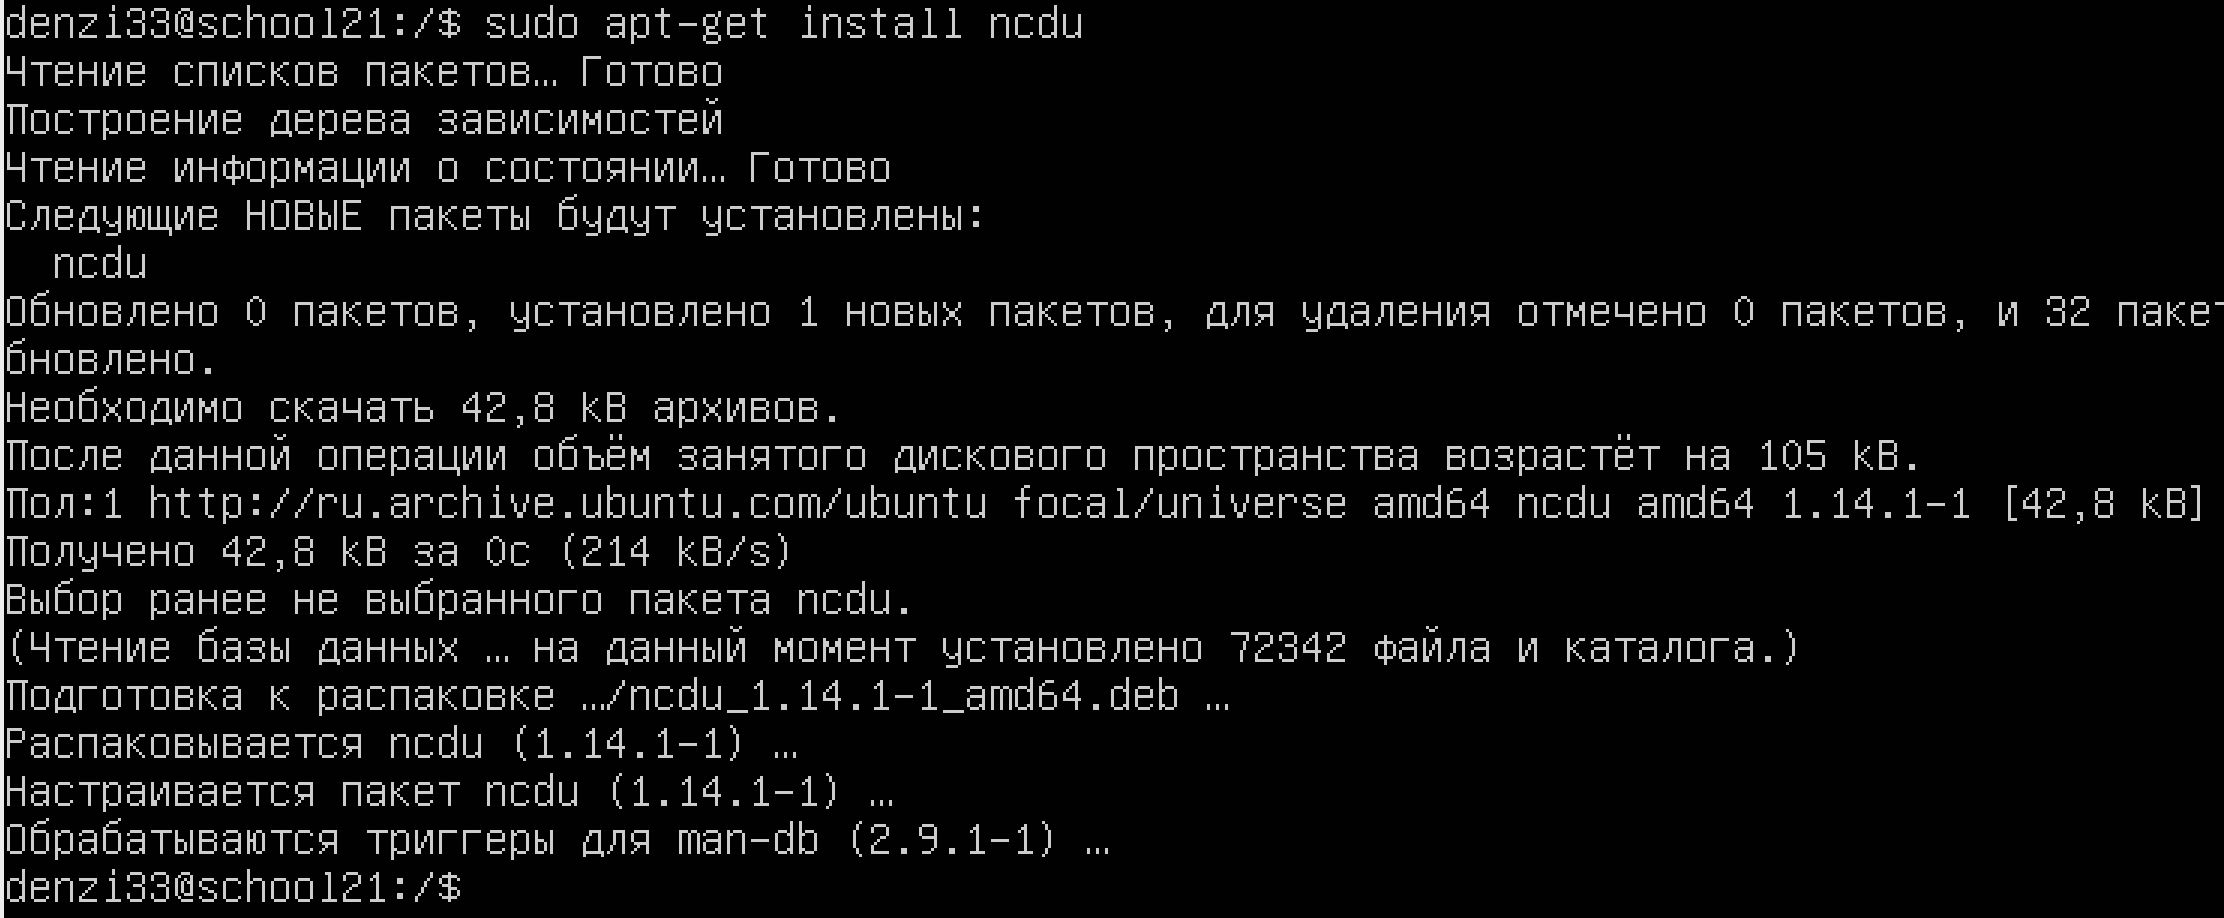 denzi33@school21:/$ sudo apt-get install ncdu
Чтение списков пакетов… Готово
Построение дерева зависимостей
Чтение информации о состоянии… Готово
Следующие НОВЫЕ пакеты будут установлены:
  ncdu
Обновлено 0 пакетов, установлено 1 новых пакетов, для удаления отмечено 0 пакетов, и 32 пакет
бновлено.
Необходимо скачать 42,8 kB архивов.
После данной операции объём занятого дискового пространства возрастёт на 105 kB.
Пол:1 http://ru.archive.ubuntu.com/ubuntu focal/universe amd64 ncdu amd64 1.14.1-1 [42,8 kB]
Получено 42,8 kB за 0с (214 kB/s)
Выбор ранее не выбранного пакета ncdu.
(Чтение базы данных … на данный момент установлено 72342 файла и каталога.)
Подготовка к распаковке …/ncdu_1.14.1-1_amd64.deb …
Распаковывается ncdu (1.14.1-1) …
Настраивается пакет ncdu (1.14.1-1) …
Обрабатываются триггеры для man-db (2.9.1-1) …
denzi33@school21:/$